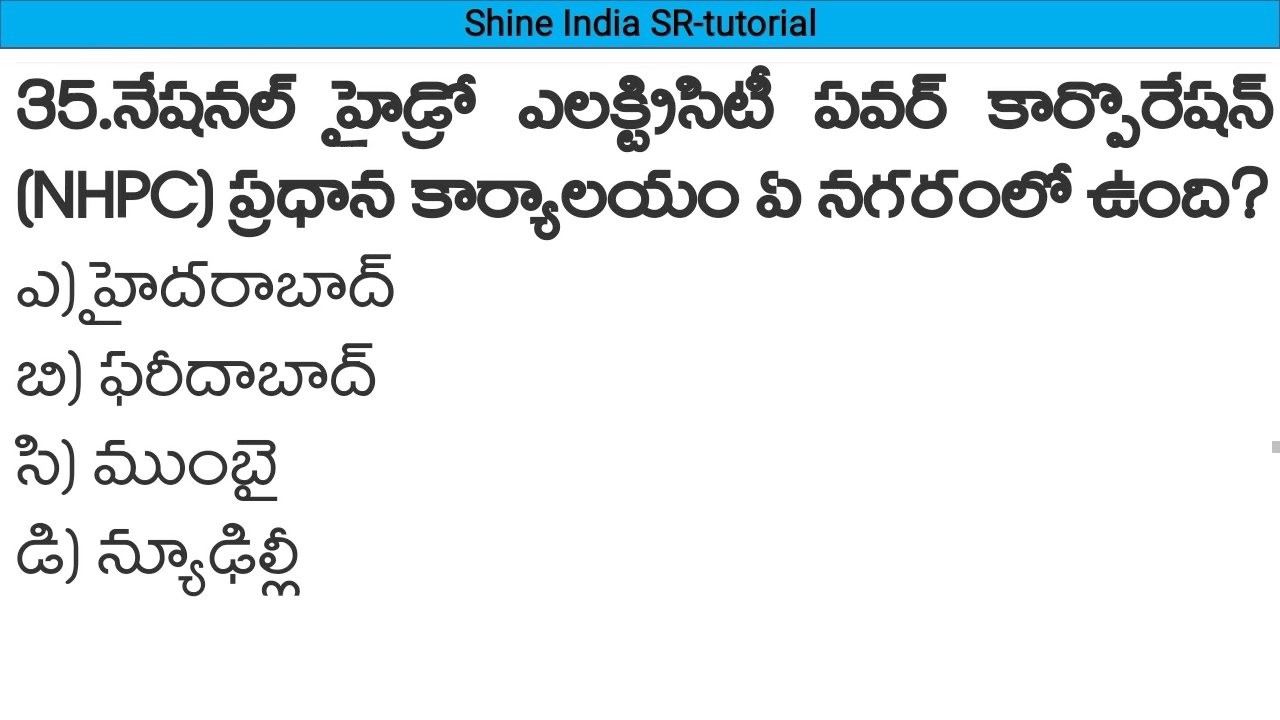 Shine India SR-tutorial
35.నేషనల్ హైడ్రో ఎలక్ట్రిసిటీ పవర్ కార్పొరేషన్
(NHPC) ప్రధాన కార్యాలయం ఏ నగరంలో ఉంది?
ఎ) హైదరాబాద్
బి) ఫరీదాబాద్
సి) ముంబై
డి) న్యూఢిల్లీ